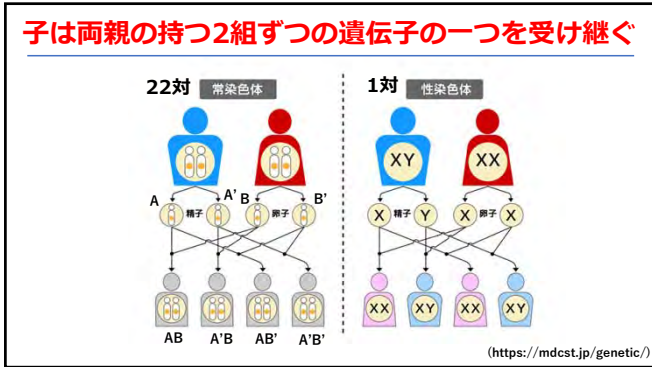 子は両親の持つ2組ずつの遺伝子の一つを受け継ぐ
22対 常染色体
A A' B B'
精子 卵子
AB A'B AB' A'B'
1対 性染色体
XY XX
X 精子 Y X 卵子 X
XX XY XX XY
(https://mdcst.jp/genetic/)